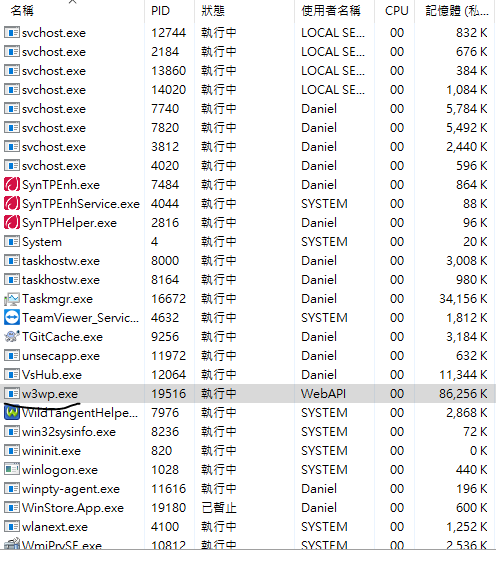 名稱 PID 狀態 使用者名稱 CPU 記憶體 (私...
svchost.exe 12744 執行中 LOCAL SE... 00 832 K
svchost.exe 2184 執行中 LOCAL SE... 00 676 K
svchost.exe 13860 執行中 LOCAL SE... 00 384 K
svchost.exe 14020 執行中 LOCAL SE... 00 1,084 K
svchost.exe 7740 執行中 Daniel 00 5,784 K
svchost.exe 7820 執行中 Daniel 00 5,492 K
svchost.exe 3812 執行中 Daniel 00 2,440 K
svchost.exe 4020 執行中 Daniel 00 596 K
SynTPEnh.exe 7484 執行中 Daniel 00 864 K
SynTPEnhService.exe 4044 執行中 SYSTEM 00 88 K
SynTPHelper.exe 2816 執行中 Daniel 00 96 K
System 4 執行中 SYSTEM 00 20 K
taskhostw.exe 8000 執行中 Daniel 00 3,008 K
taskhostw.exe 8164 執行中 Daniel 00 980 K
Taskmgr.exe 16672 執行中 Daniel 00 34,156 K
TeamViewer_Servic... 4632 執行中 SYSTEM 00 1,812 K
TGitCache.exe 9256 執行中 Daniel 00 3,184 K
unsecapp.exe 11972 執行中 Daniel 00 632 K
VsHub.exe 12064 執行中 Daniel 00 11,344 K
w3wp.exe 19516 執行中 WebAPI 00 86,256 K
WildTangentHelpe... 7976 執行中 SYSTEM 00 2,868 K
win32sysinfo.exe 8236 執行中 SYSTEM 00 72 K
wininit.exe 820 執行中 SYSTEM 00 0 K
winlogon.exe 1028 執行中 SYSTEM 00 440 K
winpty-agent.exe 11616 執行中 Daniel 00 196 K
WinStore.App.exe 19180 已暫止 Daniel 00 600 K
wlanext.exe 4100 執行中 SYSTEM 00 1,252 K
WmiPrvSE.exe 10812 執行中 SYSTEM 00 2,536 K